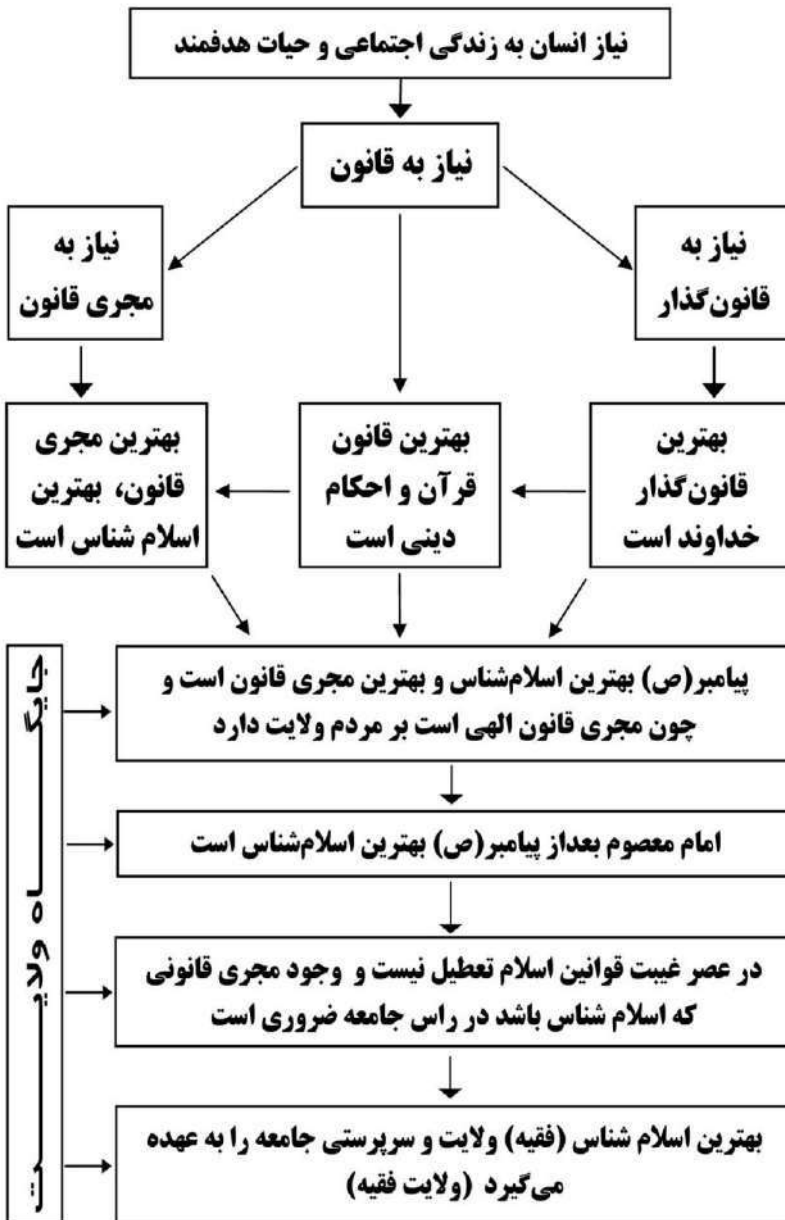 نیاز انسان به زندگی اجتماعی و حیات هدفمند
نیاز به قانون
نیاز به
قانون‌گذار
نیاز به
مجری قانون
بهترین
قانون‌گذار
خداوند است
بهترین قانون
قرآن و احکام
دینی است
بهترین مجری
قانون، بهترین
اسلام شناس است
پیامبر(ص) بهترین اسلام‌شناس و بهترین مجری قانون است و
چون مجری قانون الهی است بر مردم ولایت دارد
امام معصوم بعداز پیامبر(ص) بهترین اسلام‌شناس است
در عصر غیبت قوانین اسلام تعطیل نیست و وجود مجری قانونی
که اسلام شناس باشد در راس جامعه ضروری است
بهترین اسلام شناس (فقیه) ولایت و سرپرستی جامعه را به عهده
می‌گیرد (ولایت فقیه)
جایگـــــاه ولایـــــت